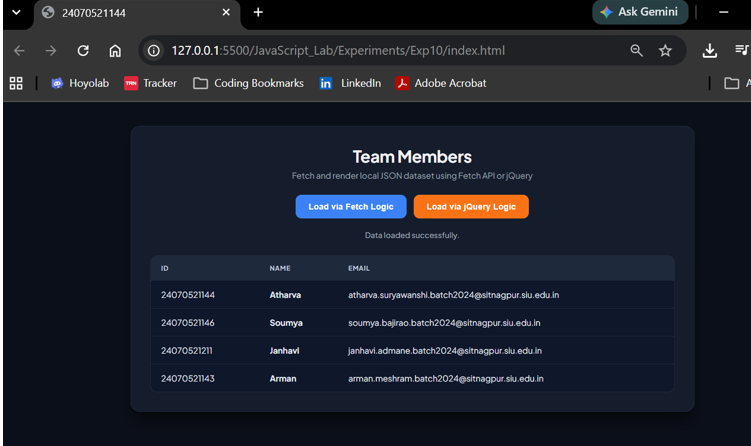 24070521144
Ask Gemini
127.0.0.1:5500/JavaScript_Lab/Experiments/Exp10/index.html
Hoyolab TRN Tracker Coding Bookmarks in LinkedIn Adobe Acrobat
Team Members
Fetch and render local JSON dataset using Fetch API or jQuery
Load via Fetch Logic Load via jQuery Logic
Data loaded successfully.
ID NAME EMAIL
24070521144 Atharva atharva.suryawanshi.batch2024@sitnagpur.siu.edu.in
24070521146 Soumya soumya.bajirao.batch2024@sitnagpur.siu.edu.in
24070521211 Janhavi janhavi.admane.batch2024@sitnagpur.siu.edu.in
24070521143 Arman arman.meshram.batch2024@sitnagpur.siu.edu.in